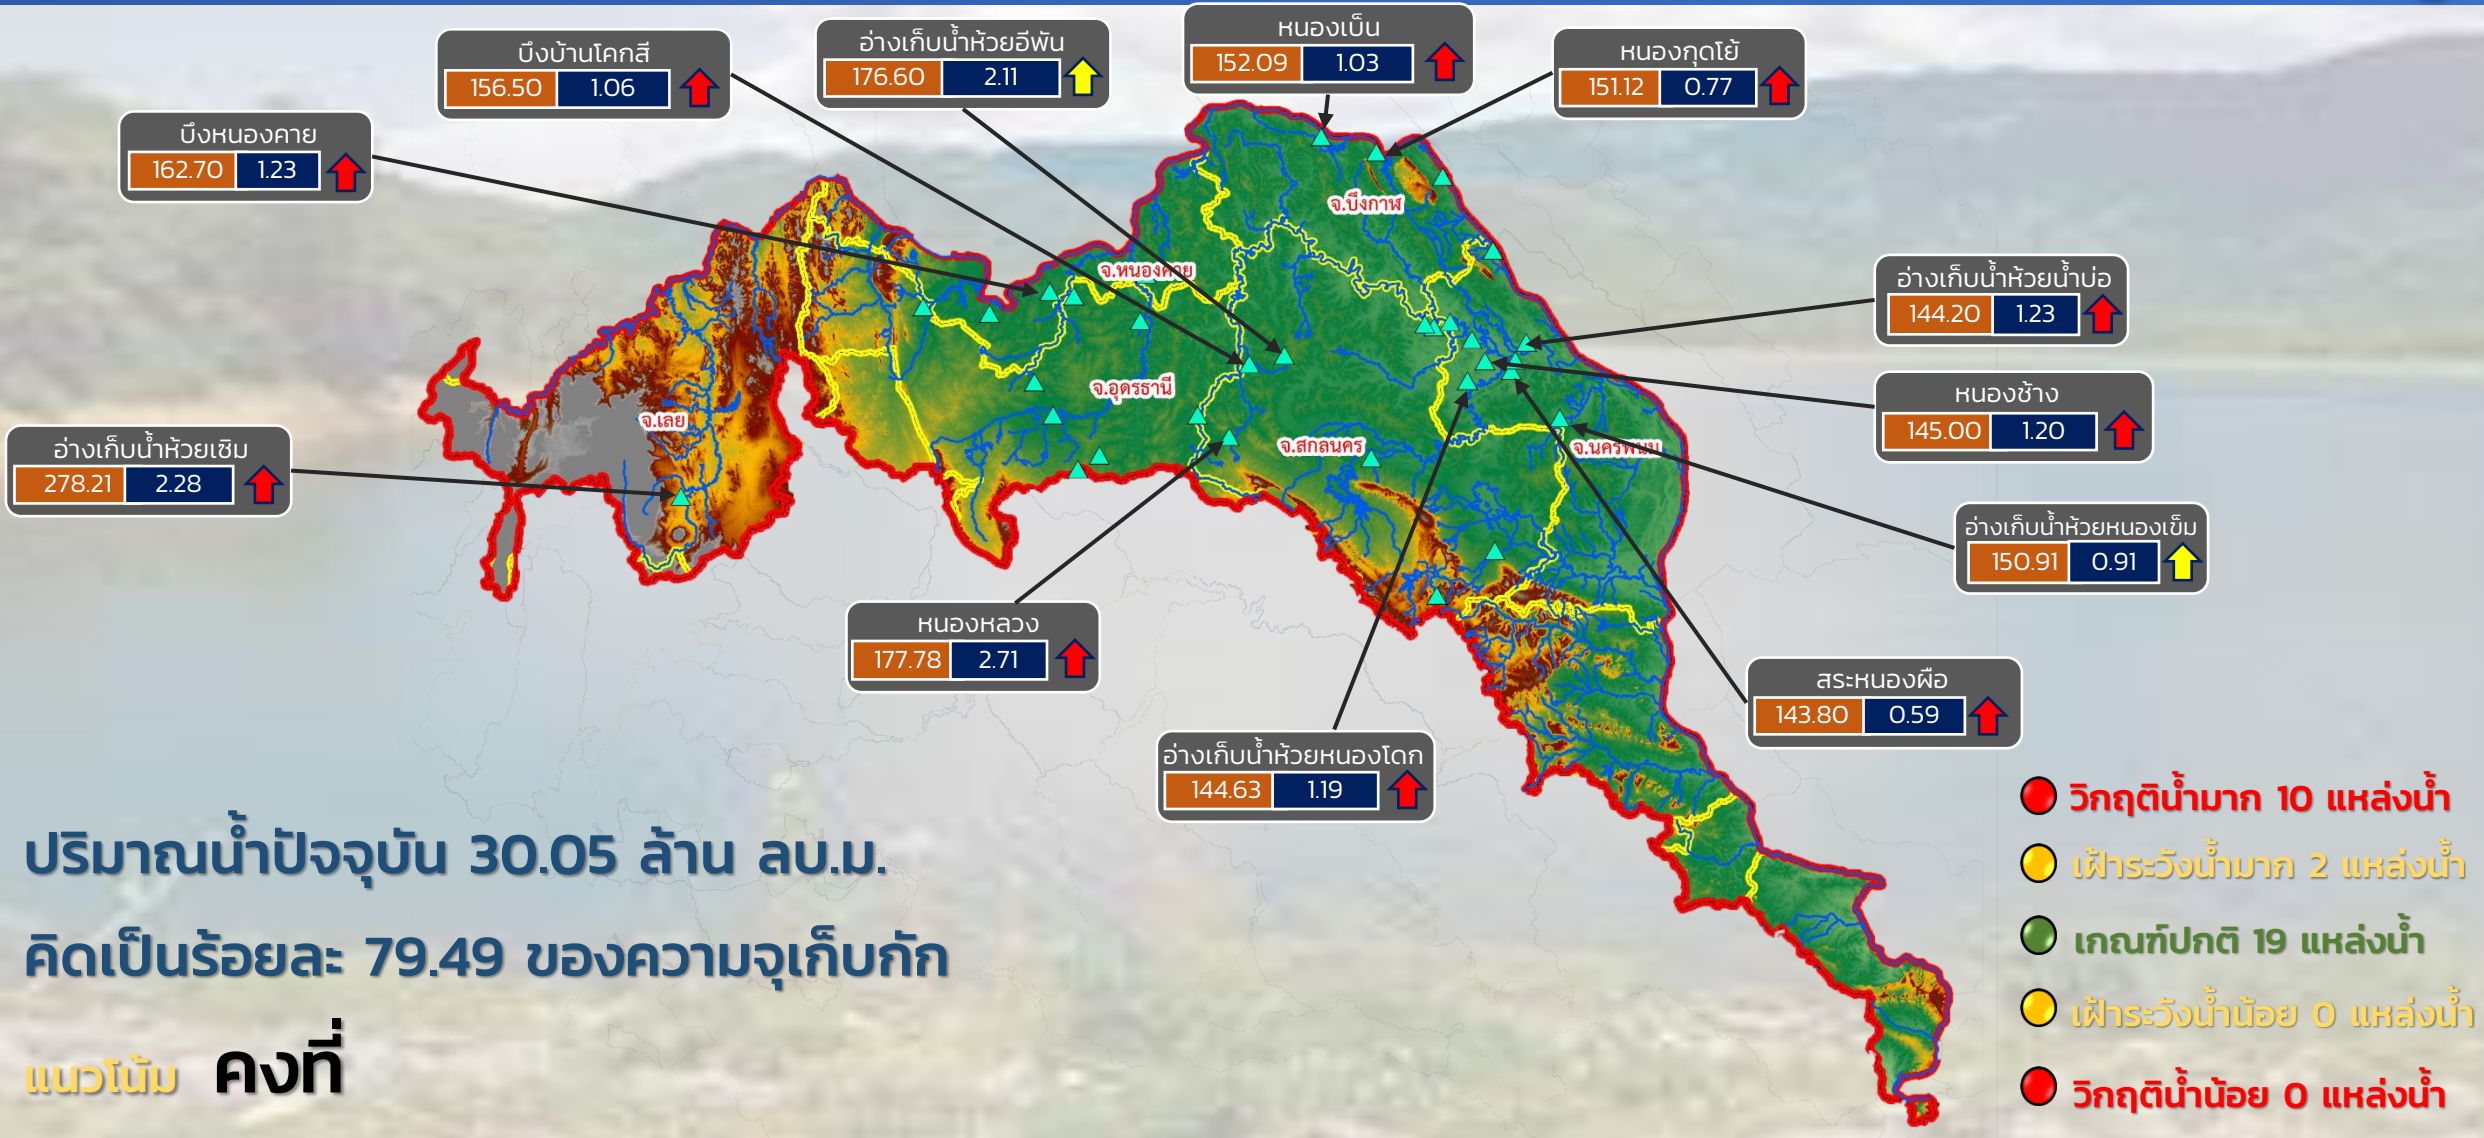 หนองเบ็น
152.09 1.03
บึงบ้านโคกสี
156.50 1.06
อ่างเก็บน้ำห้วยอีพัน
176.60 2.11
หนองกุดโย้
151.12 0.77
บึงหนองคาย
162.70 1.23
จ.บึงกาฬ
จ.หนองคาย
อ่างเก็บน้ำห้วยน้ำบ่อ
144.20 1.23
จ.อุดรธานี
หนองช้าง
145.00 1.20
จ.เลย
จ.สกลนคร
จ.นครพนม
อ่างเก็บน้ำห้วยเซิม
278.21 2.28
อ่างเก็บน้ำห้วยหนองเข็ม
150.91 0.91
หนองหลวง
177.78 2.71
สระหนองผือ
143.80 0.59
อ่างเก็บน้ำห้วยหนองโดก
144.63 1.19
ปริมาณน้ำปัจจุบัน 30.05 ล้าน ลบ.ม.
คิดเป็นร้อยละ 79.49 ของความจุเก็บกัก
แนวโน้ม คงที่
วิกฤติน้ำมาก 10 แหล่งน้ำ
เฝ้าระวังน้ำมาก 2 แหล่งน้ำ
เกณฑ์ปกติ 19 แหล่งน้ำ
เฝ้าระวังน้ำน้อย 0 แหล่งน้ำ
วิกฤติน้ำน้อย 0 แหล่งน้ำ